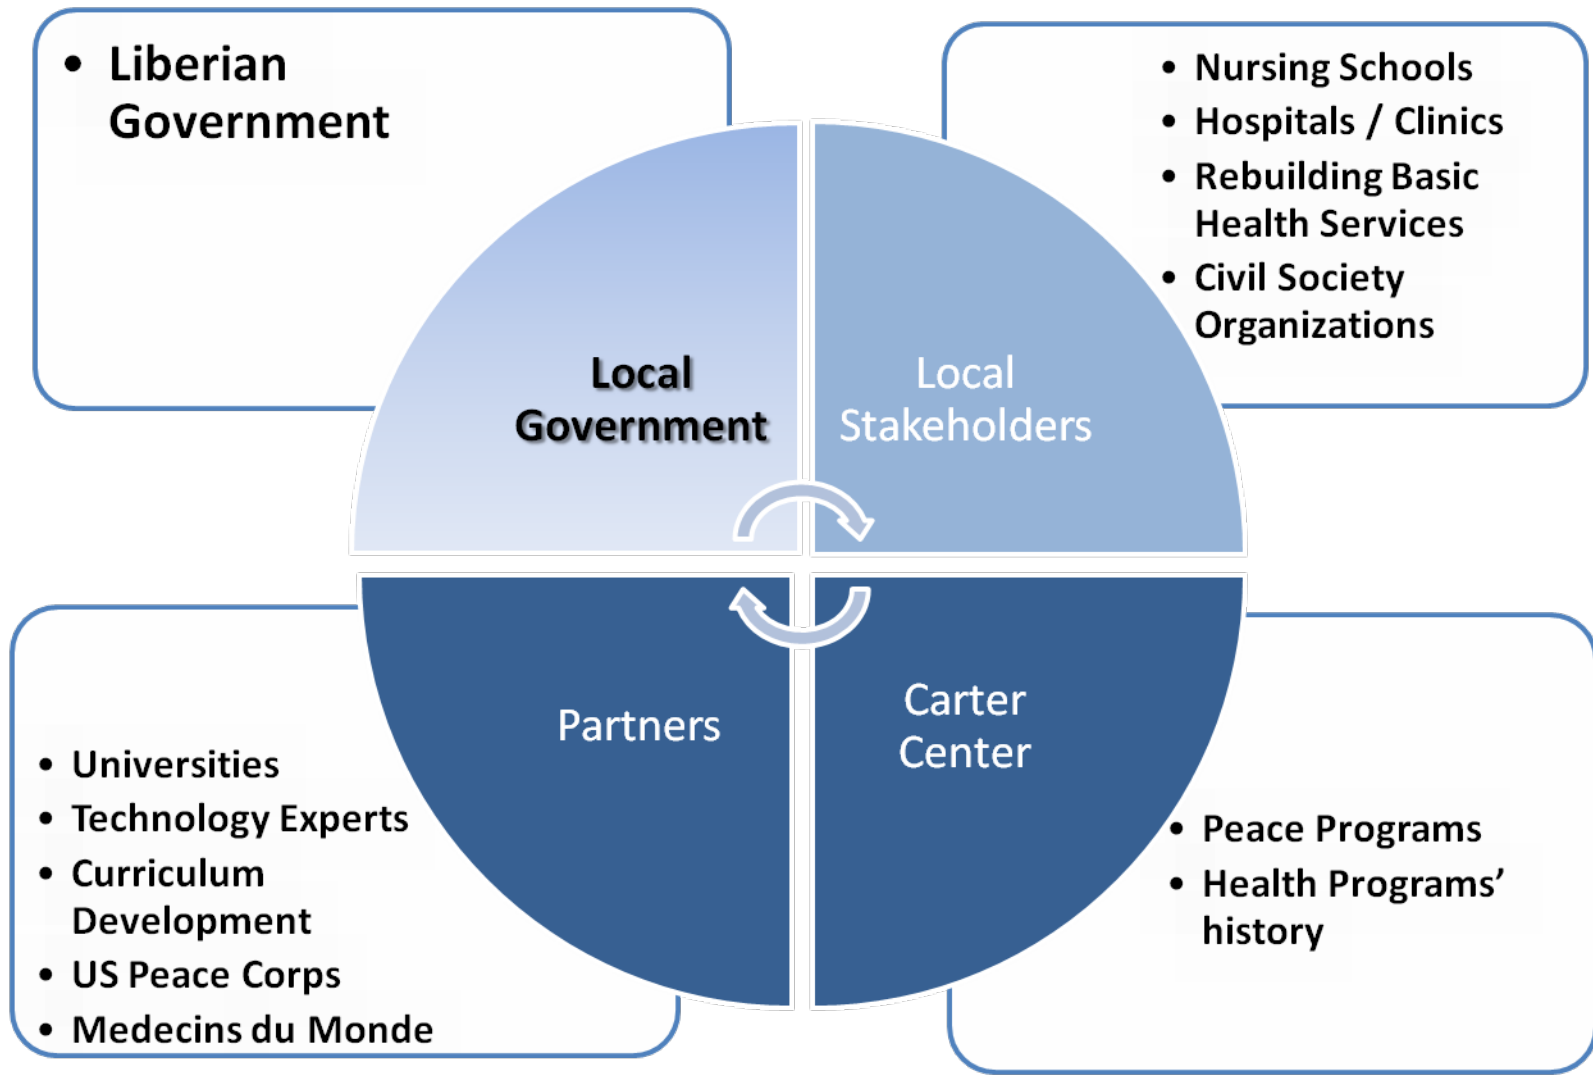 • Liberian
Government
• Nursing Schools
• Hospitals / Clinics
• Rebuilding Basic
Health Services
• Civil Society
Organizations
Local
Government
Local
Stakeholders
Partners
Carter
Center
• Universities
• Technology Experts
• Curriculum
Development
• US Peace Corps
• Medecins du Monde
• Peace Programs
• Health Programs’
history